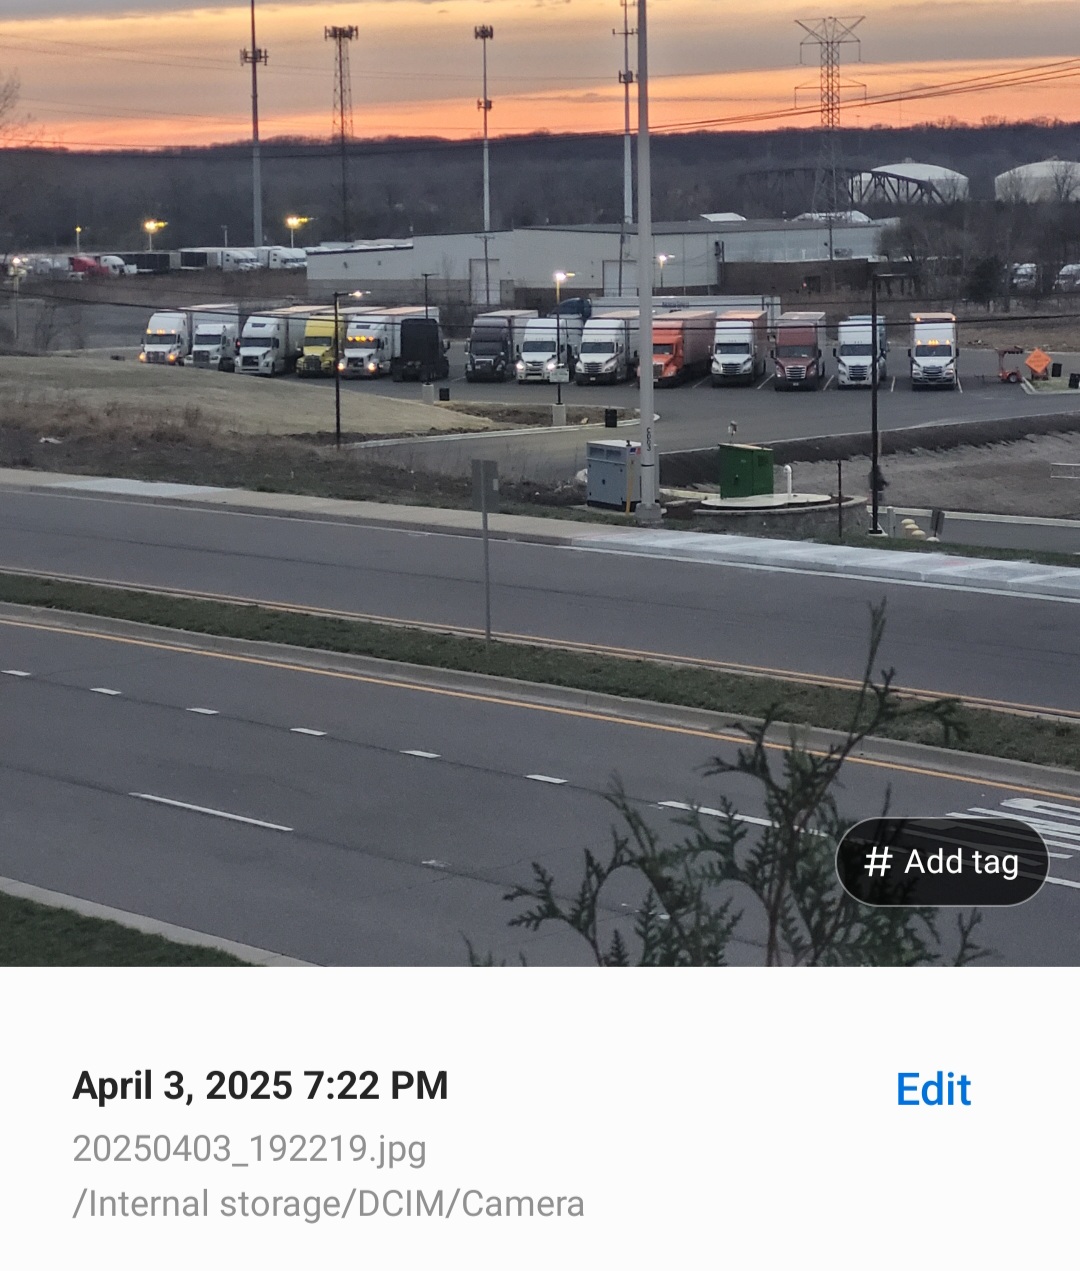 # Add tag
April 3, 2025 7:22 PM
Edit
20250403_192219.jpg
/Internal storage/DCIM/Camera